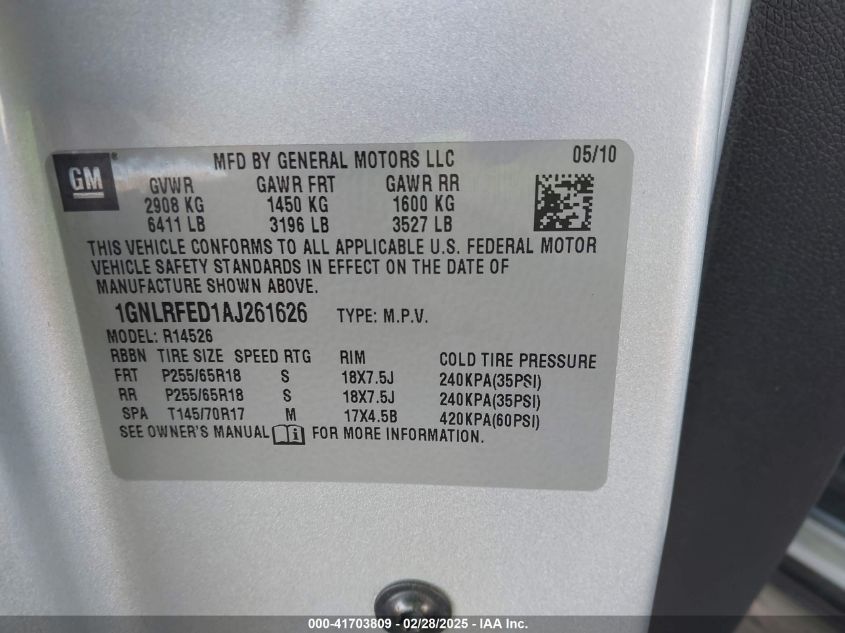 GM®
MFD BY GENERAL MOTORS LLC 05/10
GVWR GAWR FRT GAWR RR
2908 KG 1450 KG 1600 KG
6411 LB 3196 LB 3527 LB
THIS VEHICLE CONFORMS TO ALL APPLICABLE U.S. FEDERAL MOTOR
VEHICLE SAFETY STANDARDS IN EFFECT ON THE DATE OF
MANUFACTURE SHOWN ABOVE.
1GNLRFED1AJ261626 TYPE: M.P.V.
MODEL: R14526
RBBN TIRE SIZE SPEED RTG RIM COLD TIRE PRESSURE
FRT P255/65R18 S 18X7.5J 240KPA(35PSI)
RR P255/65R18 S 18X7.5J 240KPA(35PSI)
SPA T145/70R17 M 17X4.5B 420KPA(60PSI)
SEE OWNER'S MANUAL i FOR MORE INFORMATION.
000-41703809 - 02/28/2025 - IAA Inc.